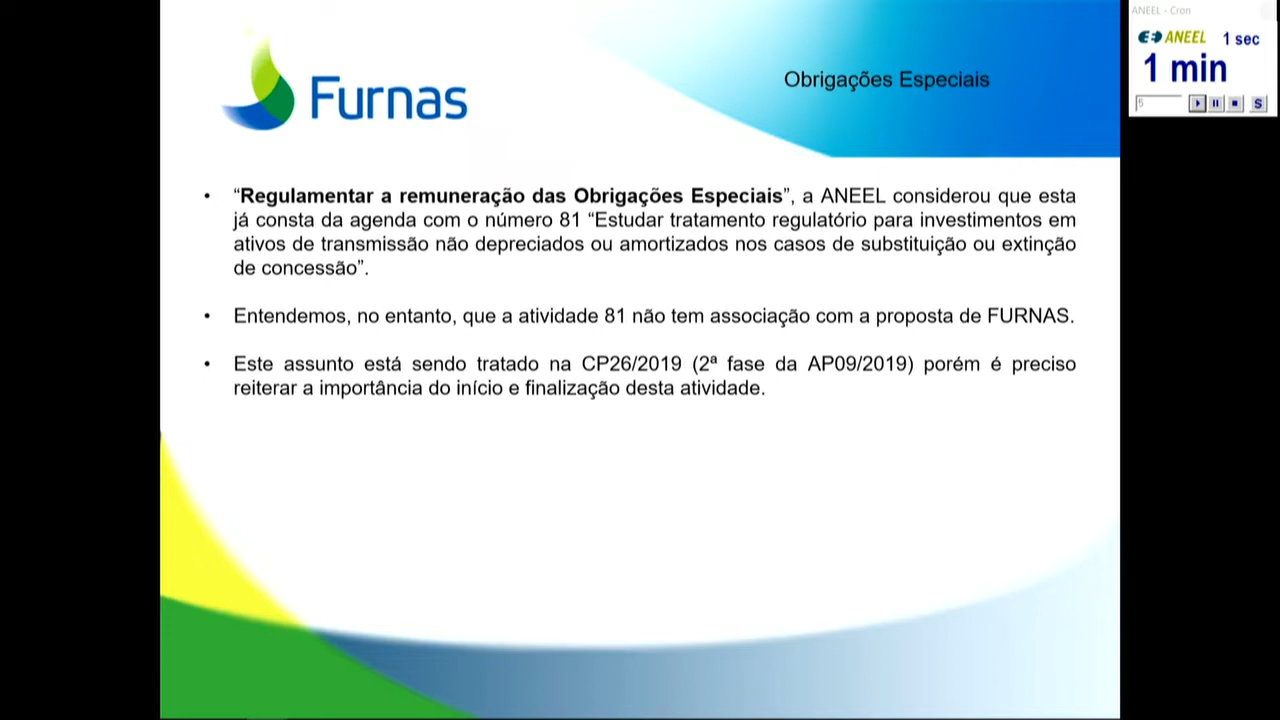 Furnas
Obrigações Especiais
ANEEL - Cron
ANEEL 1 sec
1 min
5
S
• “Regulamentar a remuneração das Obrigações Especiais”, a ANEEL considerou que esta
já consta da agenda com o número 81 “Estudar tratamento regulatório para investimentos em
ativos de transmissão não depreciados ou amortizados nos casos de substituição ou extinção
de concessão”.
• Entendemos, no entanto, que a atividade 81 não tem associação com a proposta de FURNAS.
• Este assunto está sendo tratado na CP26/2019 (2ª fase da AP09/2019) porém é preciso
reiterar a importância do início e finalização desta atividade.